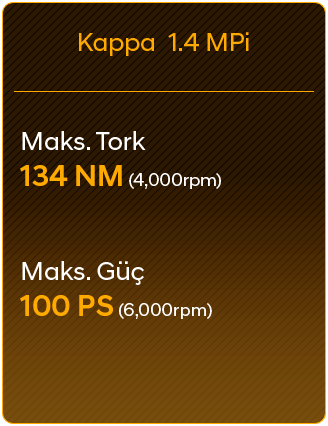 Kappa 1.4 MPi
Maks. Tork
134 NM (4,000rpm)
Maks. Güç
100 PS (6,000rpm)